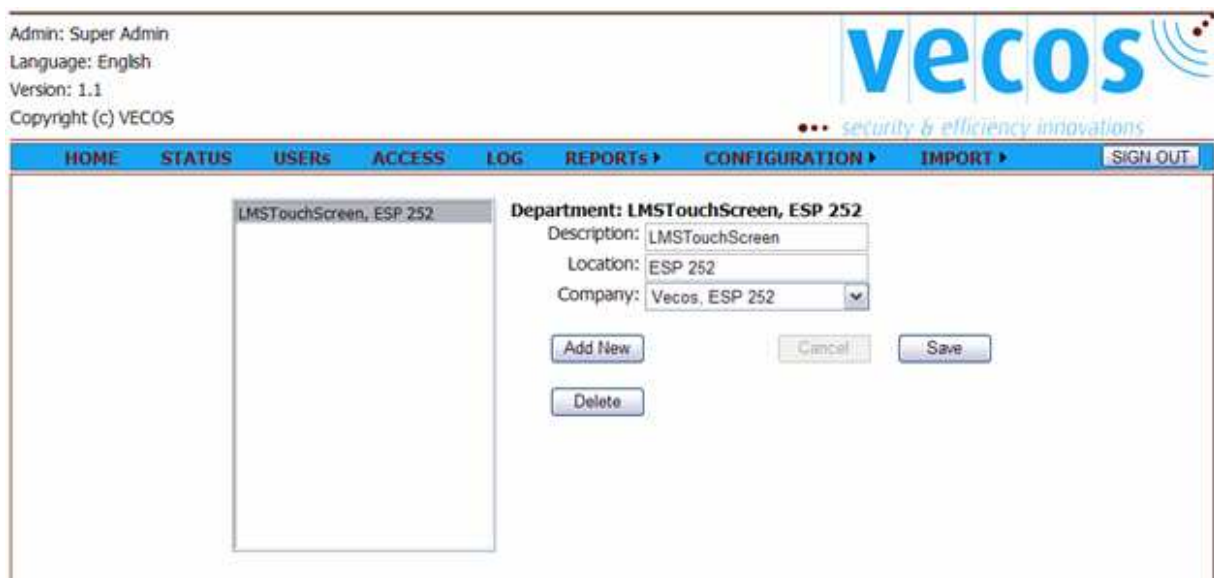 Admin: Super Admin
Language: English
Version: 1.1
Copyright (c) VECOS
vecos
security & efficiency innovations
HOME STATUS USERs ACCESS LOG REPORTs CONFIGURATION IMPORT SIGN OUT
LMSTouchScreen, ESP 252
Department: LMSTouchScreen, ESP 252
Description: LMSTouchScreen
Location: ESP 252
Company: Vecos, ESP 252
Add New Cancel Save
Delete